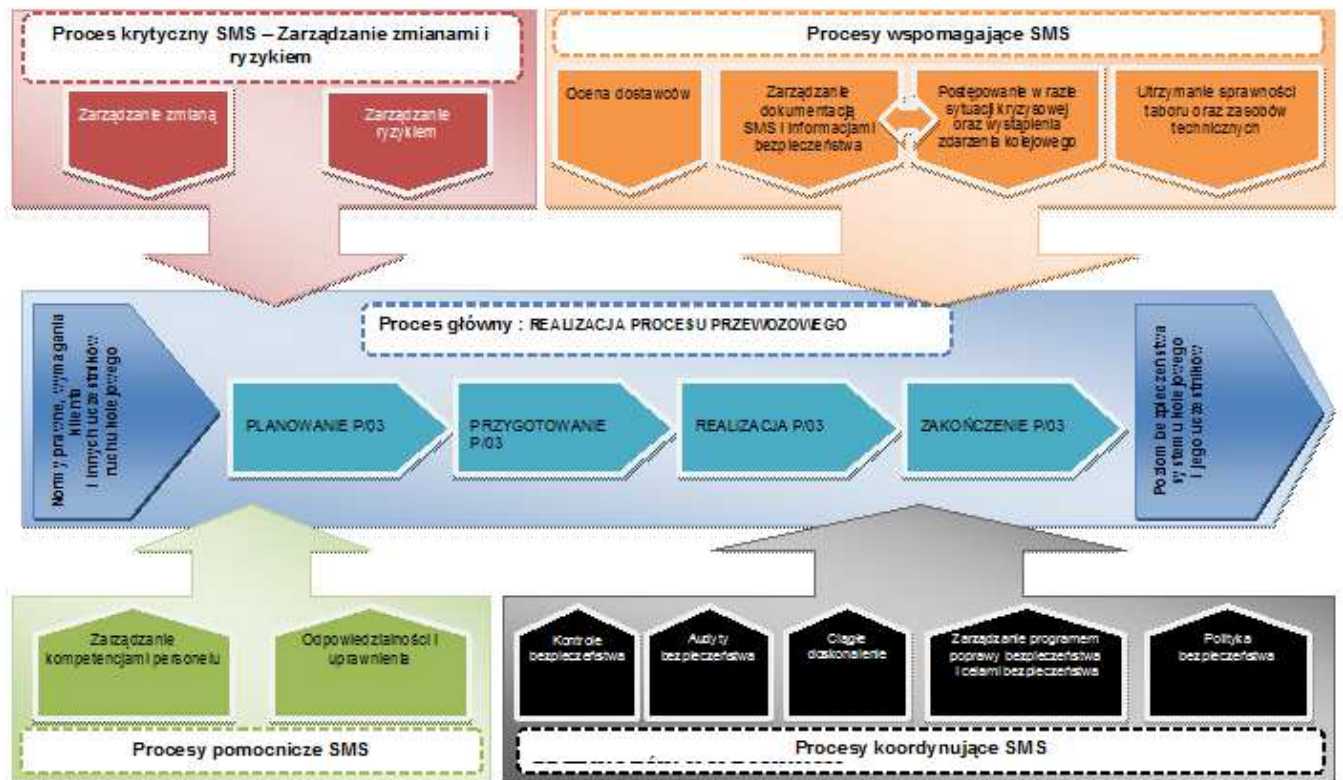 Proces krytyczny SMS – Zarządzanie zmianami i
ryzykiem
Zarządzanie zmianą
Zarządzanie
ryzykiem
Procesy wspomagające SMS
Ocena dostawców
Zarządzanie
dokumentacją
SMS i informacjami
bezpieczeństwa
Postępowanie w razie
sytuacji kryzysowej
oraz wystąpienia
zdarzenia kolejowego
Utrzymanie sprawności
taboru oraz zasobów
technicznych
Proces główny : REALIZACJA PROCESU PRZEWOZOWEGO
Normy prawne, wymagania
klienta
i innych uczestników
ruchu kolejowego
PLANOWANIE P/03
PRZYGOTOWANIE
P/03
REALIZACJA P/03
ZAKOŃCZENIE P/03
Poziom bezpieczeństwa
systemu kolejowego
i jego uczestników
Zarządzanie
kompetencjami personelu
Odpowiedzialności i
uprawnienia
Procesy pomocnicze SMS
Kontrole
bezpieczeństwa
Audyty
bezpieczeństwa
Ciągłe
doskonalenie
Zarządzanie programem
poprawy bezpieczeństwa
i celami bezpieczeństwa
Polityka
bezpieczeństwa
Procesy koordynujące SMS